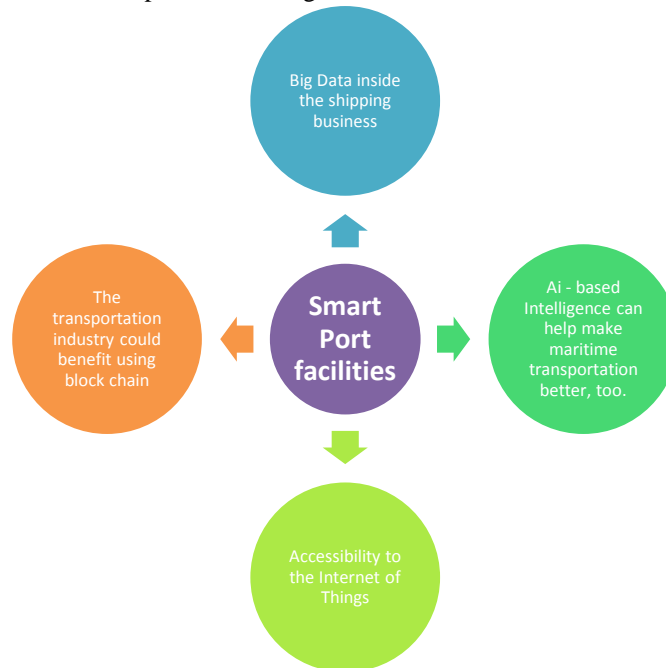 Big Data inside
the shipping
business
The
transportation
industry could
benefit using
block chain
Smart
Port
facilities
Ai - based
Intelligence can
help make
maritime
transportation
better, too.
Accessibility to
the Internet of
Things